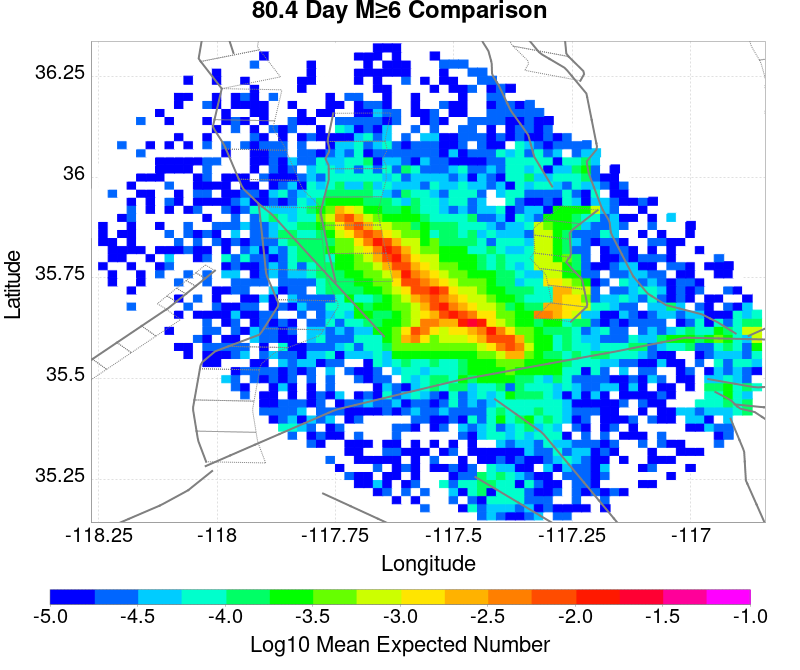 80.4 Day M≥6 Comparison
36.25
36
35.75
35.5
35.25
Latitude
-118.25 -118 -117.75 -117.5 -117.25 -117
Longitude
-5.0 -4.5 -4.0 -3.5 -3.0 -2.5 -2.0 -1.5 -1.0
Log10 Mean Expected Number